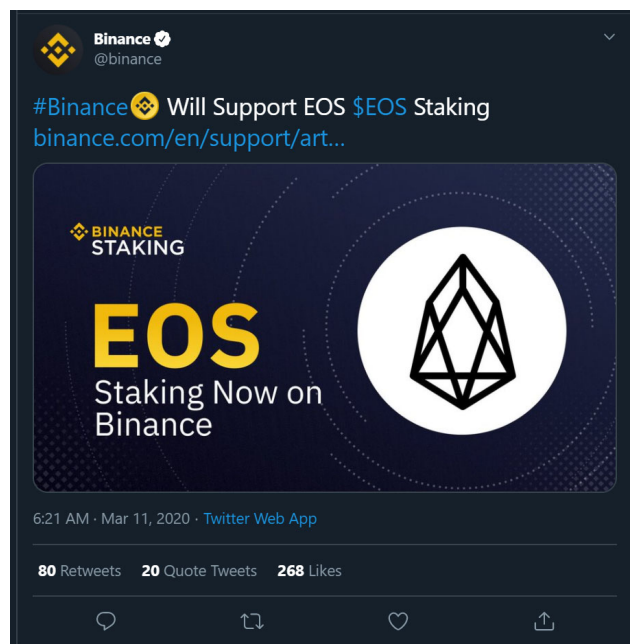 Binance
@binance
#Binance Will Support EOS $EOS Staking
binance.com/en/support/art...
BINANCE
STAKING
EOS
Staking Now on
Binance
6:21 AM · Mar 11, 2020 · Twitter Web App
80 Retweets 20 Quote Tweets 268 Likes